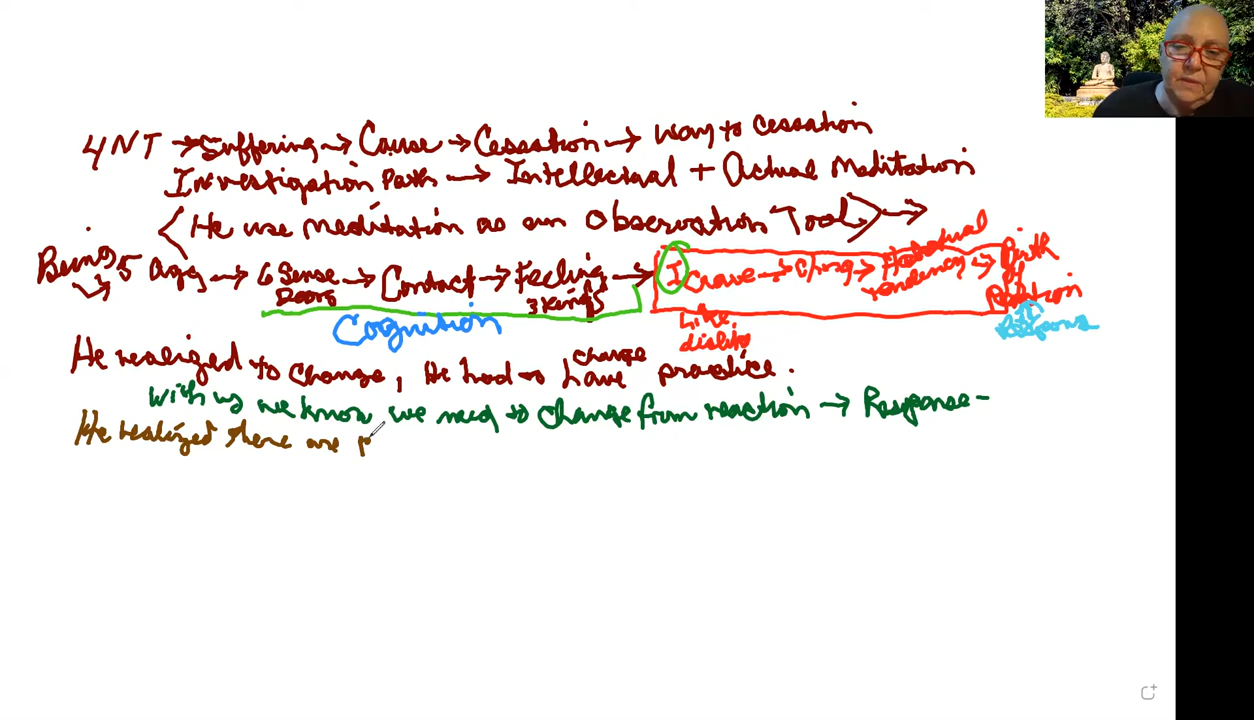 4NT → Suffering → Cause → Cessation → Way to cessation
Investigation Path → Intellectual + Actual Meditation
He use meditation as an Observation Tool →
Being 5 agg → 6 Sense Doors → Contact → Feeling 3 kinds → I Crave → Cling → Habitual tendency → Birth of Reaction
Like dislike
Response
Cognition
He realized to change, He had to have change practice.
With us we know we need to change from reaction → Response -
He realized there are